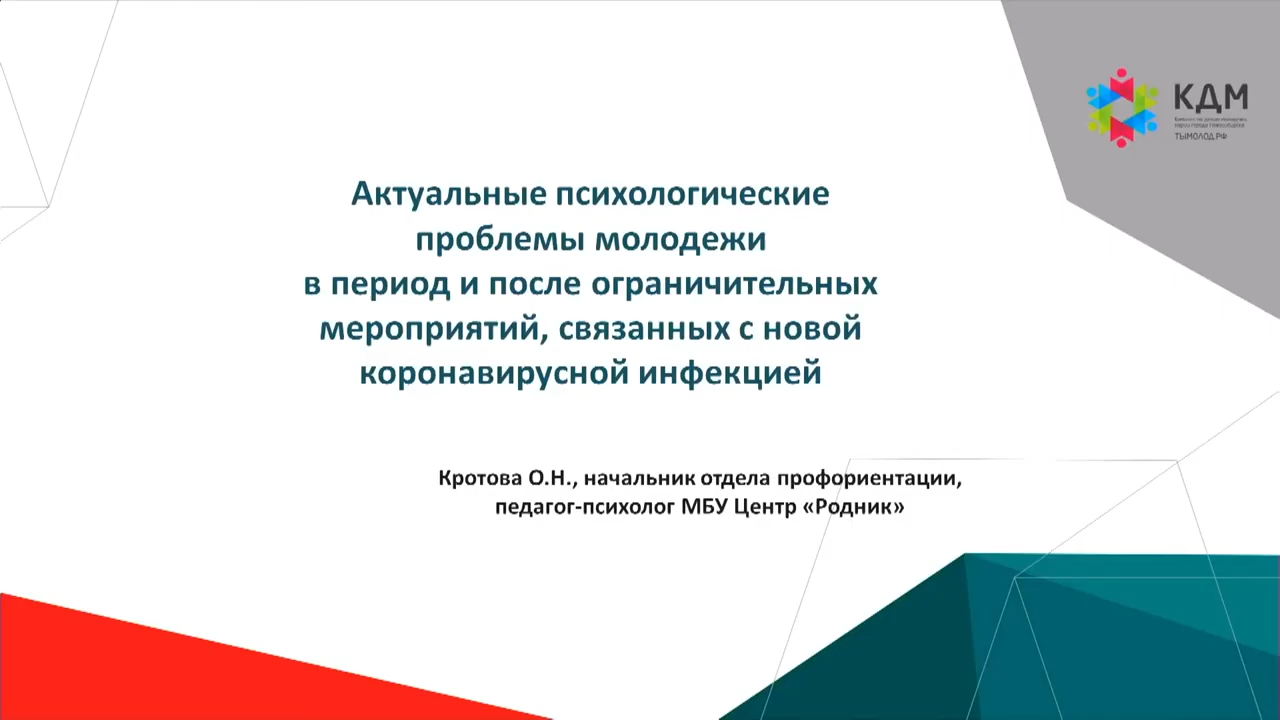 КДМ
ТЫМОЛОД.РФ
Актуальные психологические
проблемы молодежи
в период и после ограничительных
мероприятий, связанных с новой
коронавирусной инфекцией
Кротова О.Н., начальник отдела профориентации,
педагог-психолог МБУ Центр «Родник»